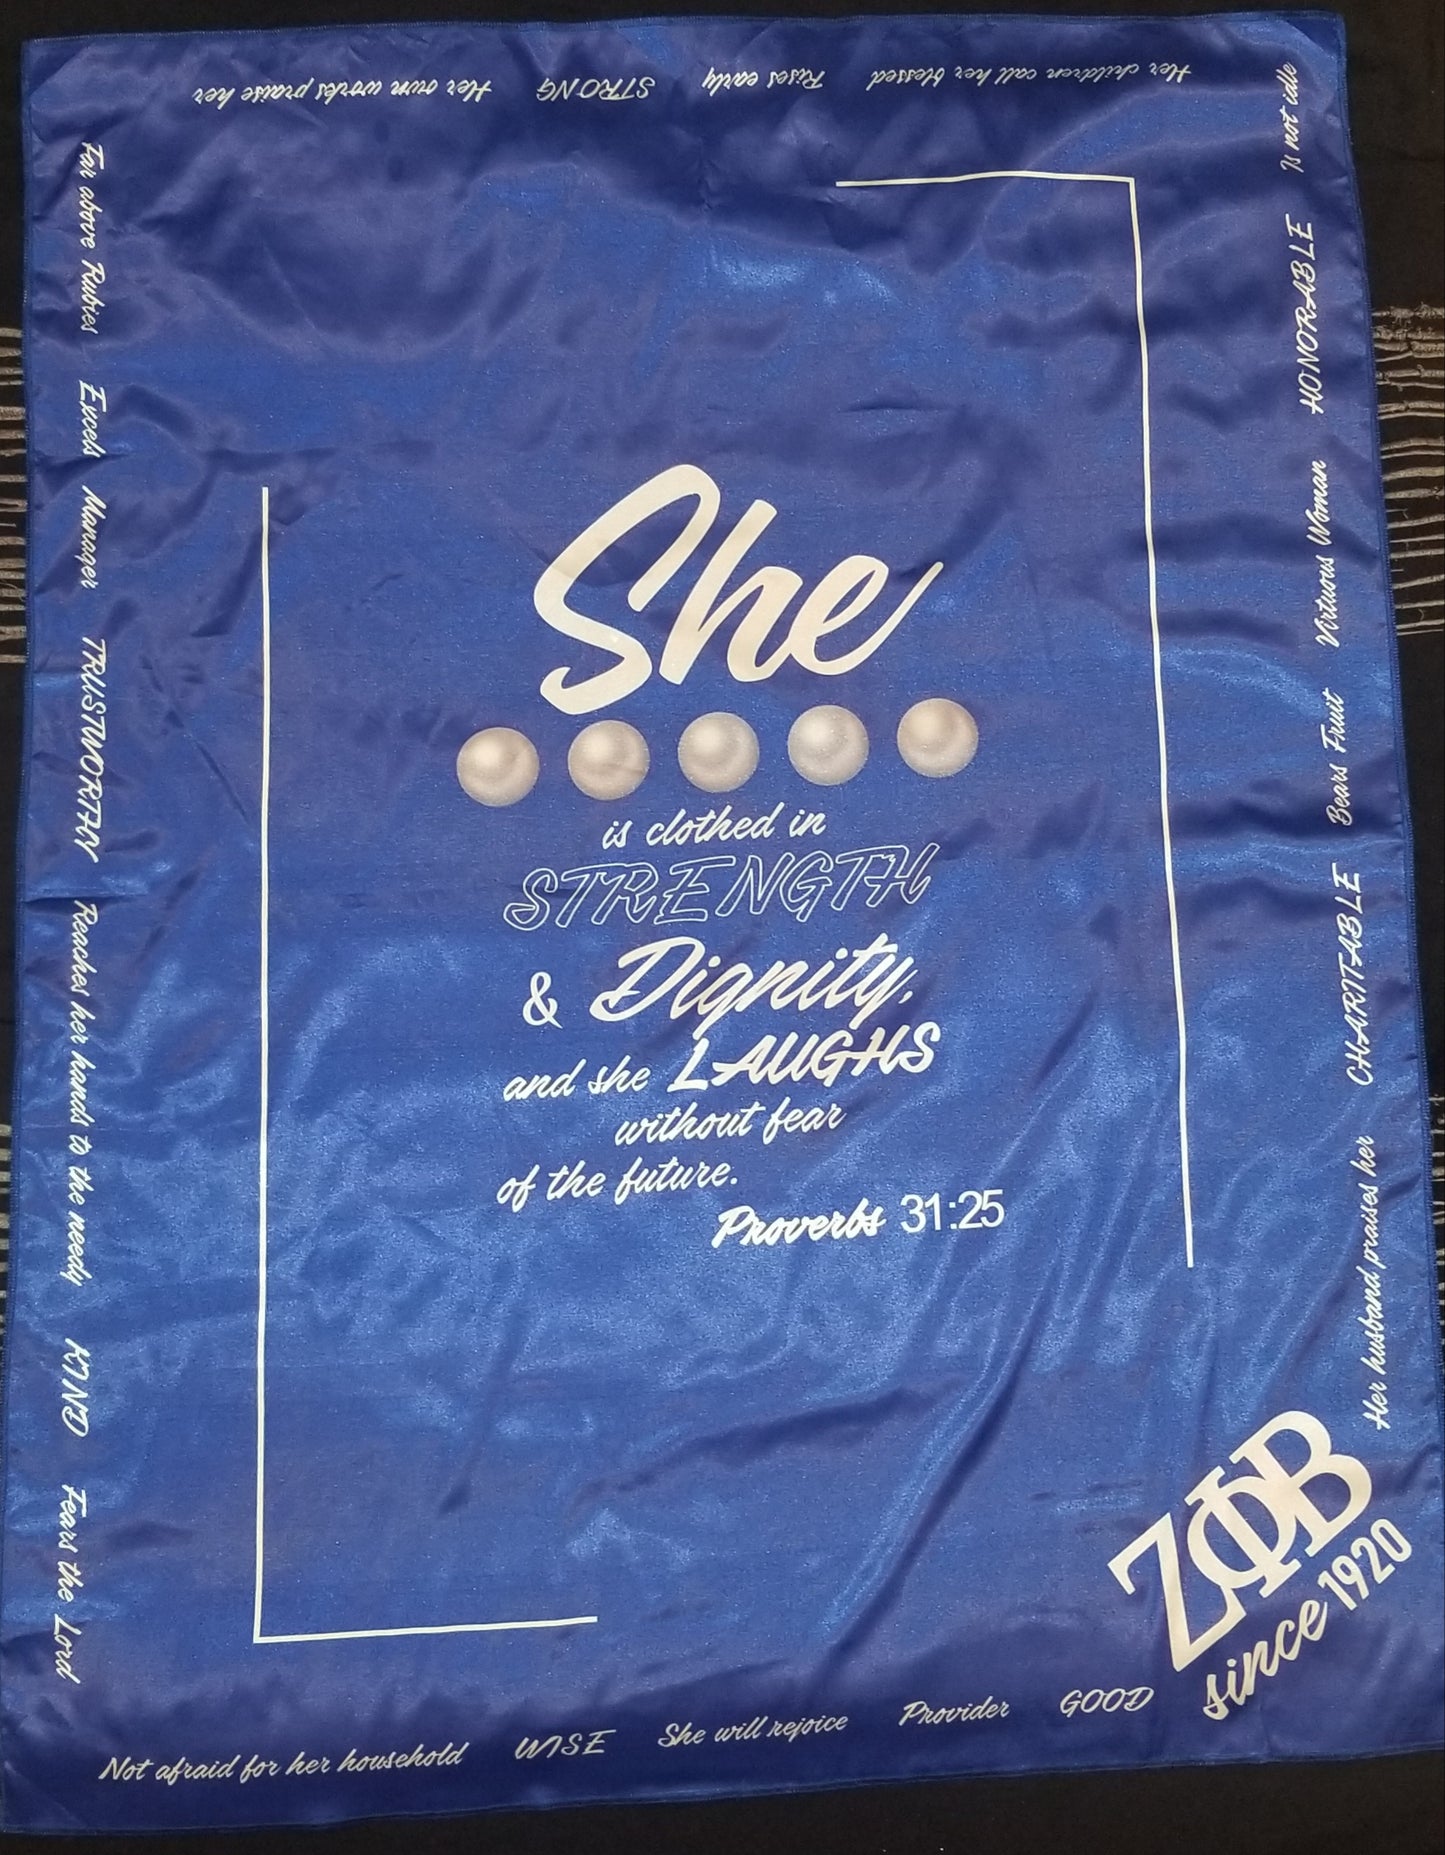 She
is clothed in
STRENGTH
& Dignity,
and she LAUGHS
without fear
of the future.
Proverbs 31:25
Her children call her blessed Rises early STRONG Her own works praise her
Far above Rubies Excels Manager TRUSTWORTHY Reaches her hands to the needy KIND Fears the Lord
Not afraid for her household WISE She will rejoice Provider GOOD
ΖΦΒ
since 1920
Her husband praises her CHARITABLE Bears Fruit Virtuous Woman HONORABLE Is not idle